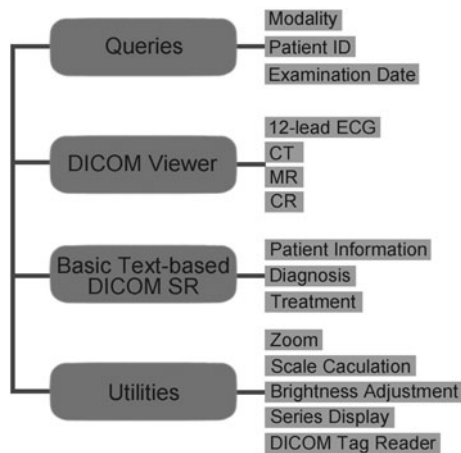 Queries
Modality
Patient ID
Examination Date
DICOM Viewer
12-lead ECG
CT
MR
CR
Basic Text-based
DICOM SR
Patient Information
Diagnosis
Treatment
Utilities
Zoom
Scale Caculation
Brightness Adjustment
Series Display
DICOM Tag Reader